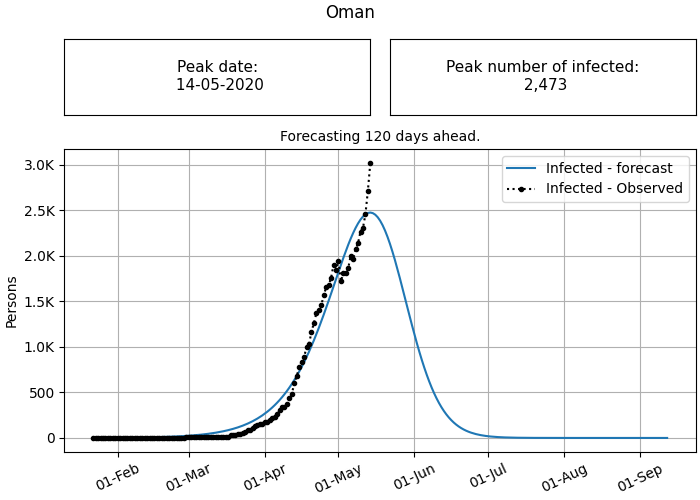 Oman
Peak date:
14-05-2020
Peak number of infected:
2,473
Forecasting 120 days ahead.
Infected - forecast
Infected - Observed
3.0K
2.5K
2.0K
1.5K
1.0K
500
0
Persons
01-Feb
01-Mar
01-Apr
01-May
01-Jun
01-Jul
01-Aug
01-Sep